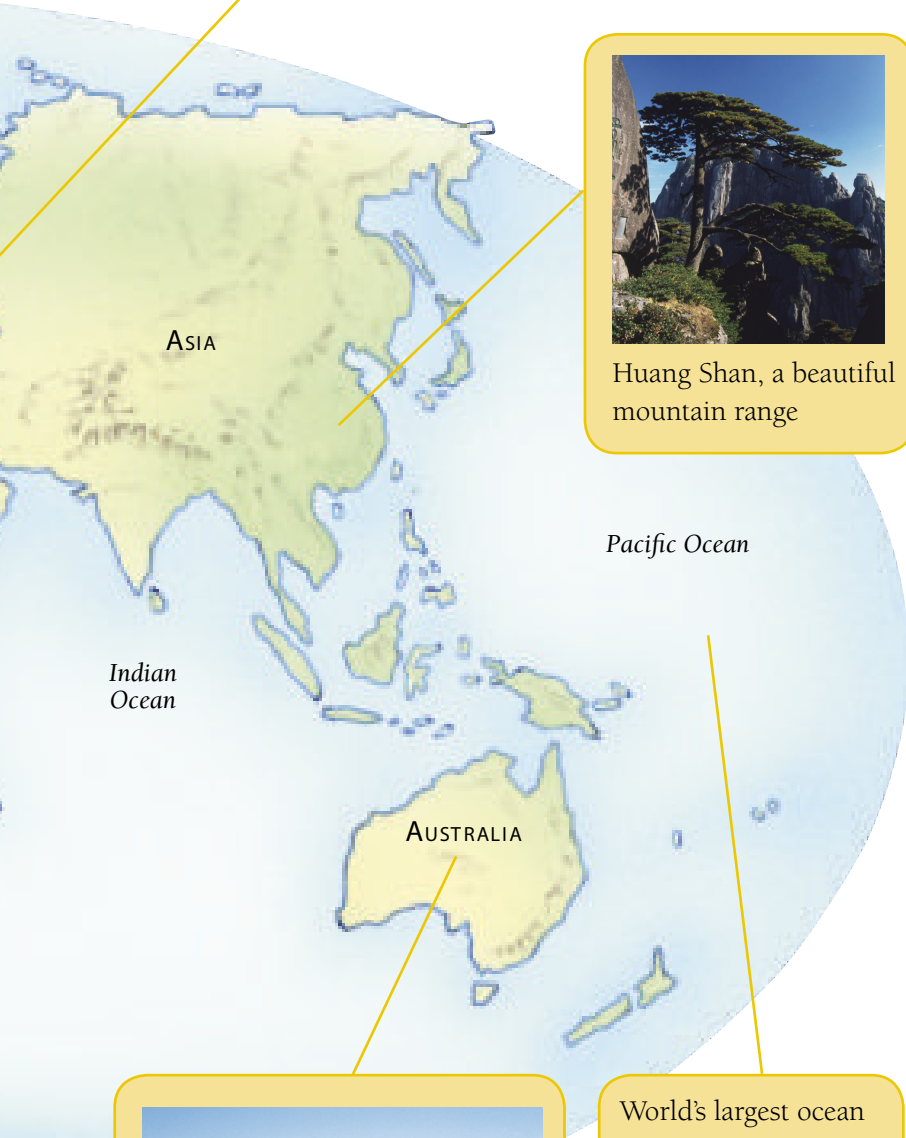 Asia
Huang Shan, a beautiful
mountain range
Pacific Ocean
Indian
Ocean
Australia
World's largest ocean